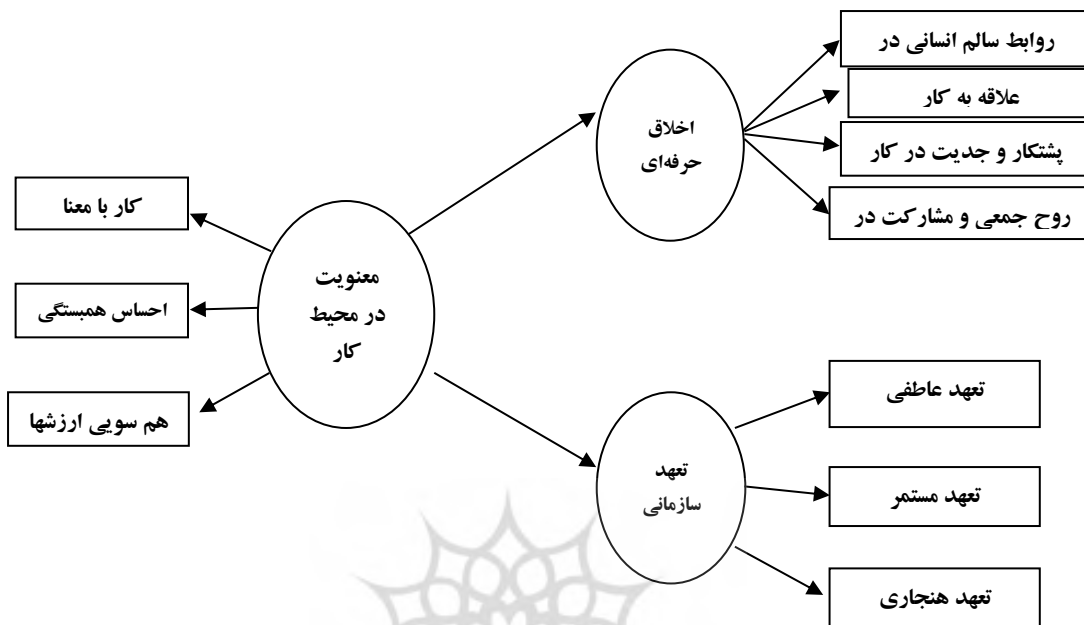 روابط سالم انسانی در
علاقه به کار
پشتکار و جدیت در کار
روح جمعی و مشارکت در
اخلاق
حرفه‌ای
کار با معنا
احساس همبستگی
هم سویی ارزشها
معنویت
در محیط
کار
تعهد عاطفی
تعهد مستمر
تعهد هنجاری
تعهد
سازمانی